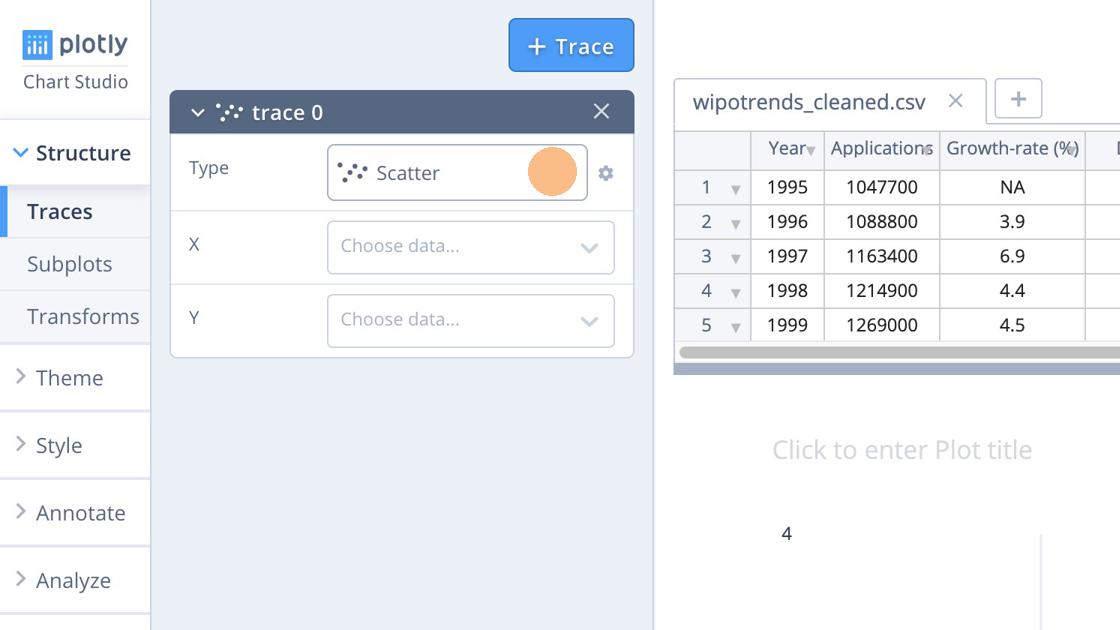 plotly
Chart Studio
Structure
Traces
Subplots
Transforms
Theme
Style
Annotate
Analyze
+ Trace
trace 0
Type
Scatter
X
Choose data...
Y
Choose data...
wipotrends_cleaned.csv
Year Applications Growth-rate (%)
1 1995 1047700 NA
2 1996 1088800 3.9
3 1997 1163400 6.9
4 1998 1214900 4.4
5 1999 1269000 4.5
Click to enter Plot title
4